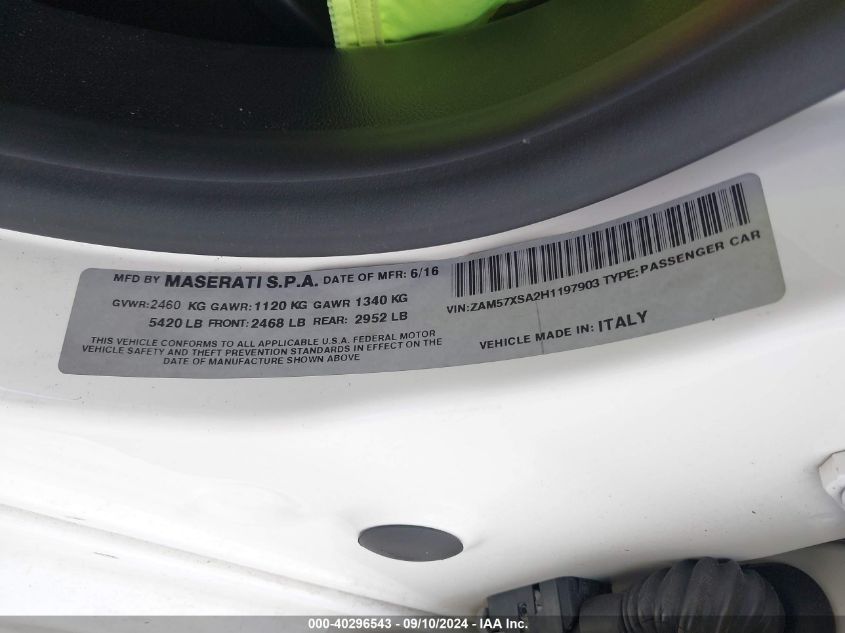 MFD BY MASERATI S.P.A. DATE OF MFR: 6/16
GVWR:2460 KG GAWR:1120 KG GAWR 1340 KG
5420 LB FRONT: 2468 LB REAR: 2952 LB
THIS VEHICLE CONFORMS TO ALL APPLICABLE U.S.A. FEDERAL MOTOR
VEHICLE SAFETY AND THEFT PREVENTION STANDARDS IN EFFECT ON THE
DATE OF MANUFACTURE SHOWN ABOVE
VIN:ZAM57XSA2H1197903 TYPE: PASSENGER CAR
VEHICLE MADE IN: ITALY
000-40296543 - 09/10/2024 - IAA Inc.